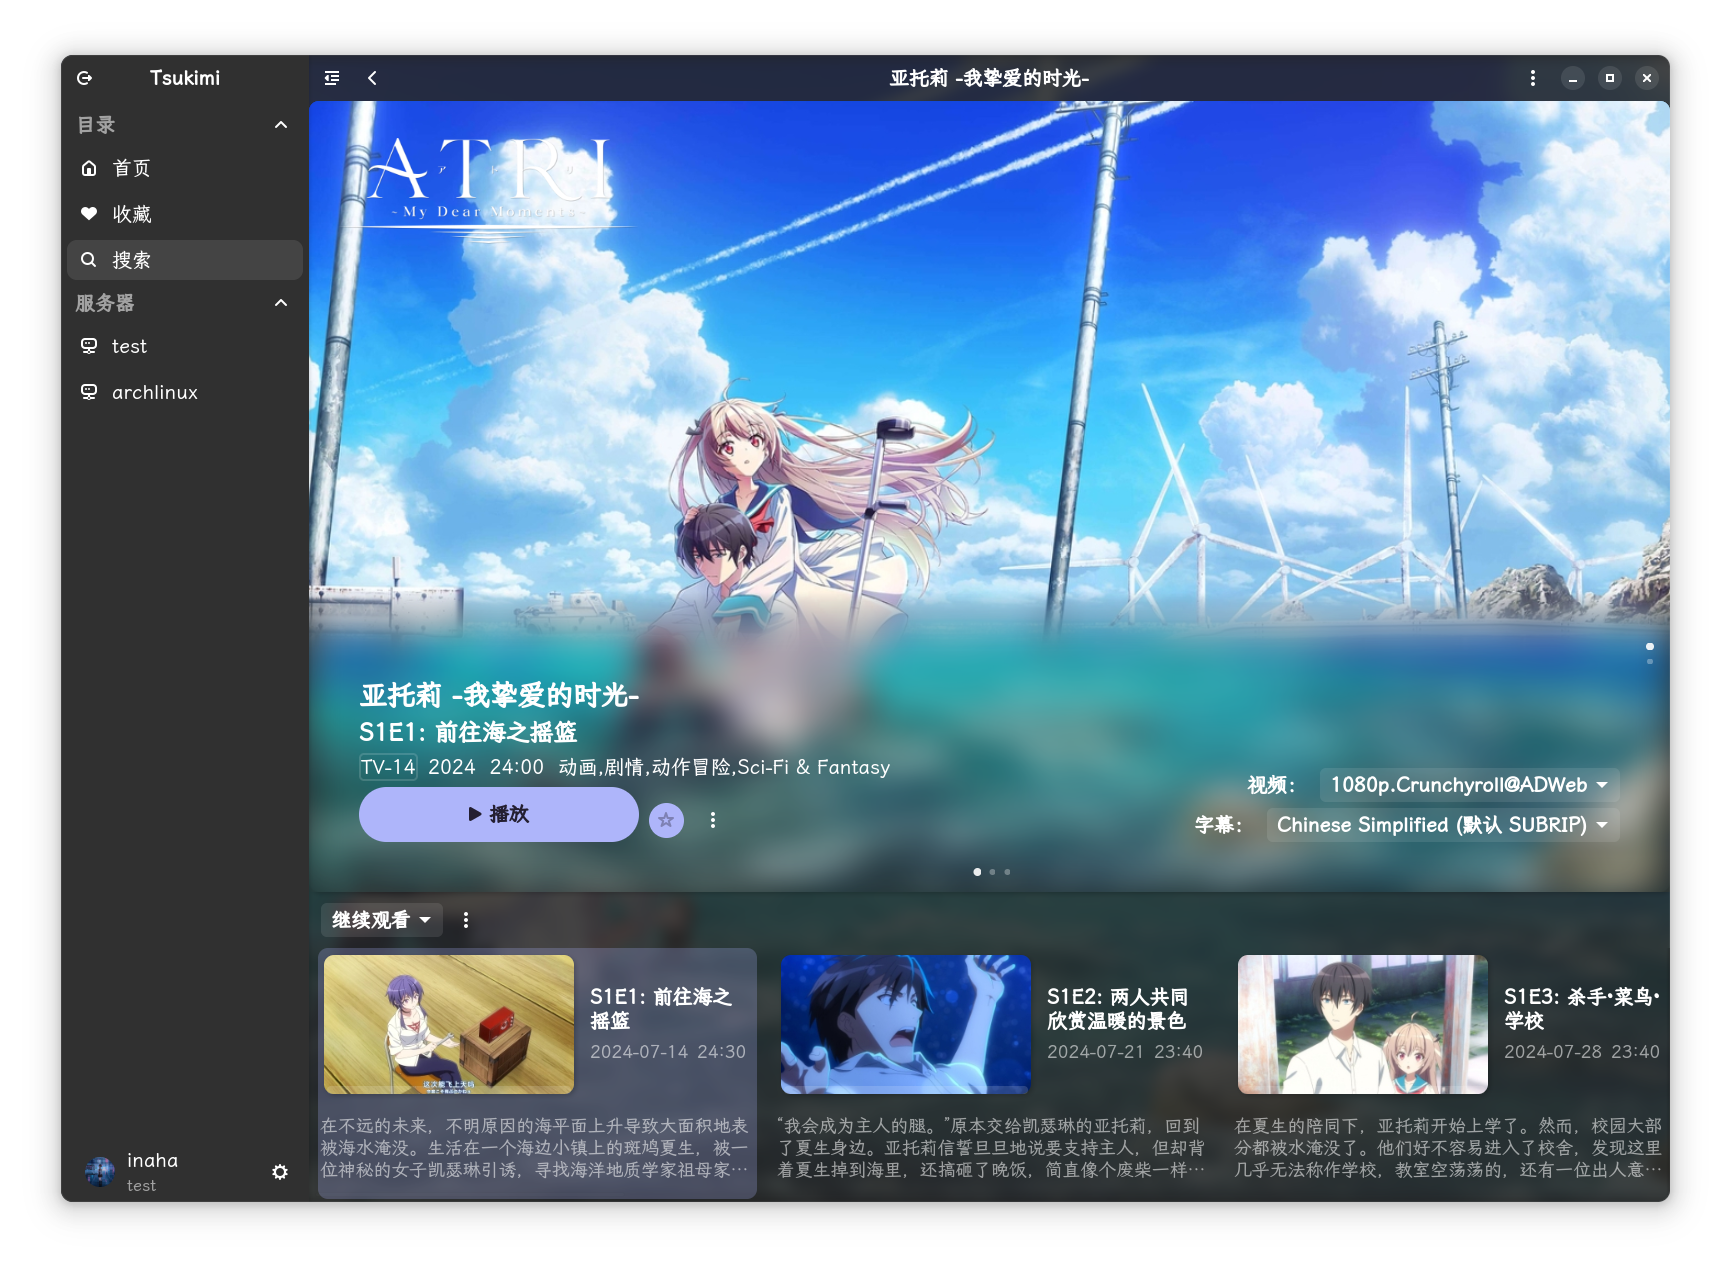 Tsukimi
目录
首页
收藏
搜索
服务器
test
archlinux
inaha
test
亚托莉 -我挚爱的时光-
ATRI
~My Dear Moments~
亚托莉 -我挚爱的时光-
S1E1: 前往海之摇篮
TV-14 2024 24:00 动画,剧情,动作冒险,Sci-Fi & Fantasy
播放
视频： 1080p.Crunchyroll@ADWeb
字幕： Chinese Simplified (默认 SUBRIP)
继续观看
这次能飞上天吗
S1E1: 前往海之
摇篮
2024-07-14 24:30
在不远的未来，不明原因的海平面上升导致大面积地表
被海水淹没。生活在一个海边小镇上的斑鸠夏生，被一
位神秘的女子凯瑟琳引诱，寻找海洋地质学家祖母家…
S1E2: 两人共同
欣赏温暖的景色
2024-07-21 23:40
“我会成为主人的腿。”原本交给凯瑟琳的亚托莉，回到
了夏生身边。亚托莉信誓旦旦地说要支持主人，但却背
着夏生掉到海里，还搞砸了晚饭，简直像个废柴一样…
S1E3: 杀手·菜鸟·
学校
2024-07-28 23:40
在夏生的陪同下，亚托莉开始上学了。然而，校园大部
分都被水淹没了。他们好不容易进入了校舍，发现这里
几乎无法称作学校，教室空荡荡的，还有一位出人意…